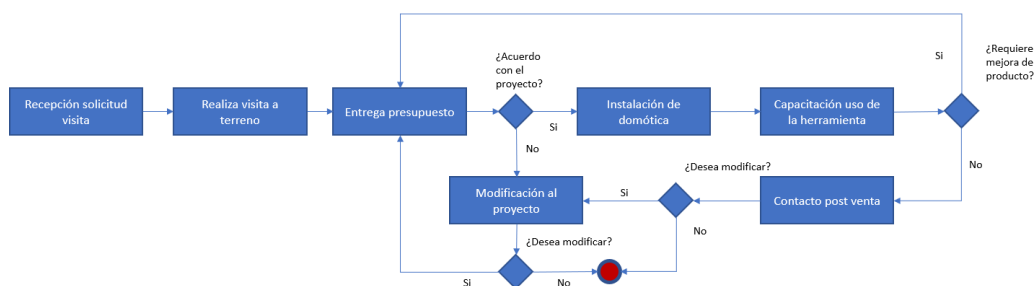 ¿Requiere
mejora de
producto?
Si
¿Acuerdo
con el
proyecto?
Recepción solicitud
visita
Realiza visita a
terreno
Entrega presupuesto
Si
Instalación de
domótica
Capacitación uso de
la herramienta
No
No
¿Desea modificar?
Modificación al
proyecto
Si
Contacto post venta
No
¿Desea modificar?
Si
No